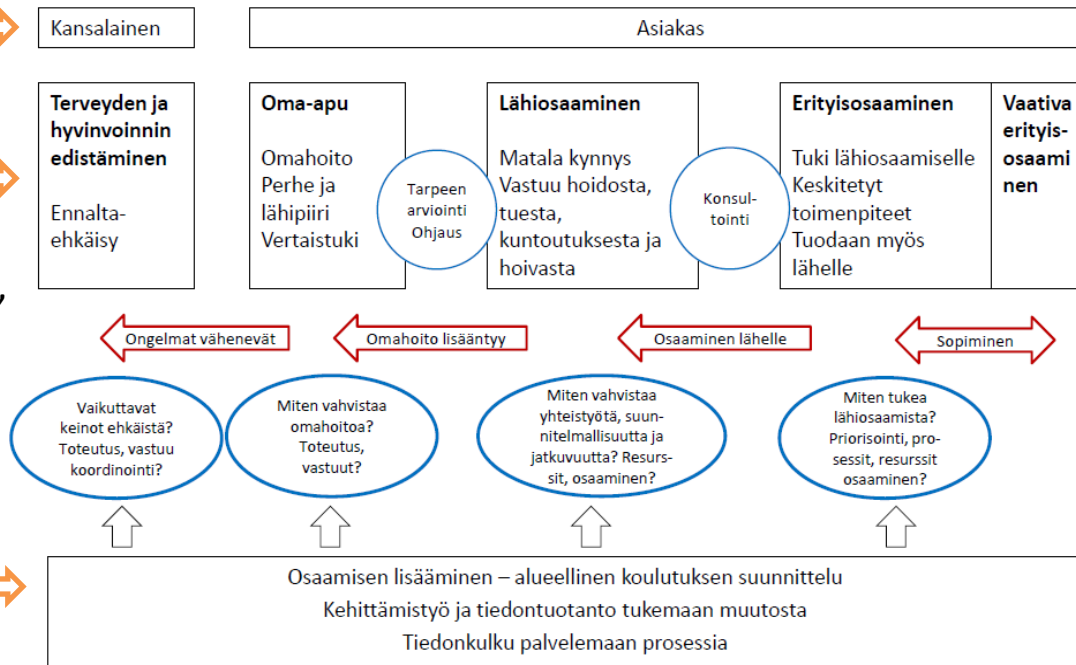 Kansalainen
Asiakas
Terveyden ja
hyvinvoinnin
edistäminen
Ennalta-
ehkäisy
Oma-apu
Omahoito
Perhe ja
lähipiiri
Vertaistuki
Tarpeen
arviointi
Ohjaus
Lähiosaaminen
Matala kynnys
Vastuu hoidosta,
tuesta,
kuntoutuksesta ja
hoivasta
Konsul-
tointi
Erityisosaaminen
Tuki lähiosaamiselle
Keskitetyt
toimenpiteet
Tuodaan myös
lähelle
Vaativa
erityis-
osaami
nen
,
Ongelmat vähenevät
Omahoito lisääntyy
Osaaminen lähelle
Sopiminen
Vaikuttavat
keinot ehkäistä?
Toteutus, vastuu
koordinointi?
Miten vahvistaa
omahoitoa?
Toteutus,
vastuut?
Miten vahvistaa
yhteistyötä, suun-
nitelmallisuutta ja
jatkuvuutta? Resurs-
sit, osaaminen?
Miten tukea
lähiosaamista?
Priorisointi, pro-
sessit, resurssit
osaaminen?
Osaamisen lisääminen – alueellinen koulutuksen suunnittelu
Kehittämistyö ja tiedontuotanto tukemaan muutosta
Tiedonkulku palvelemaan prosessia